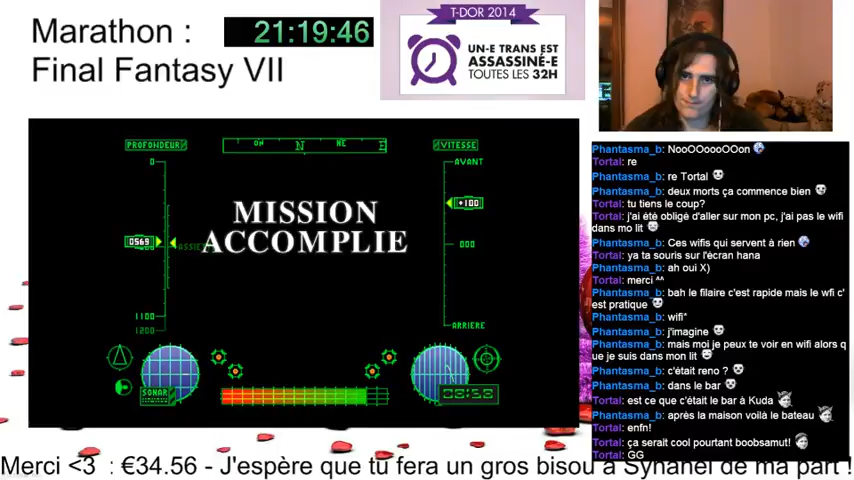 Marathon :
Final Fantasy VII
21:19:46
T-DOR 2014
UN-E TRANS EST
ASSASSINÉ-E
TOUTES LES 32H
PROFONDEUR
N
NE
E
VITESSE
0
AVANT
+100
MISSION
ACCOMPLIE
0569
000
1100
1200
ARRIERE
SONAR
Phantasma_b: NooOOoooOOon
Tortal: re
Phantasma_b: re Tortal
Phantasma_b: deux morts ça commence bien
Tortal: tu tiens le coup?
Tortal: j'ai été obligé d'aller sur mon pc, j'ai pas le wifi
dans mo lit
Phantasma_b: Ces wifis qui servent à rien
Tortal: ya ta souris sur l'écran hana
Phantasma_b: ah oui X)
Tortal: merci ^^
Phantasma_b: bah le filaire c'est rapide mais le wfi c'
est pratique
Phantasma_b: wifi*
Phantasma_b: j'imagine
Phantasma_b: mais moi je peux te voir en wifi alors q
ue je suis dans mon lit
Phantasma_b: c'était reno ?
Phantasma_b: dans le bar
Tortal: est ce que c'était le bar à Kuda
Phantasma_b: après la maison voilà le bateau
Tortal: enfn!
Tortal: ça serait cool pourtant boobsamut!
Tortal: GG
Merci <3 : €34.56 - J'espère que tu fera un gros bisou à Synahel de ma part !